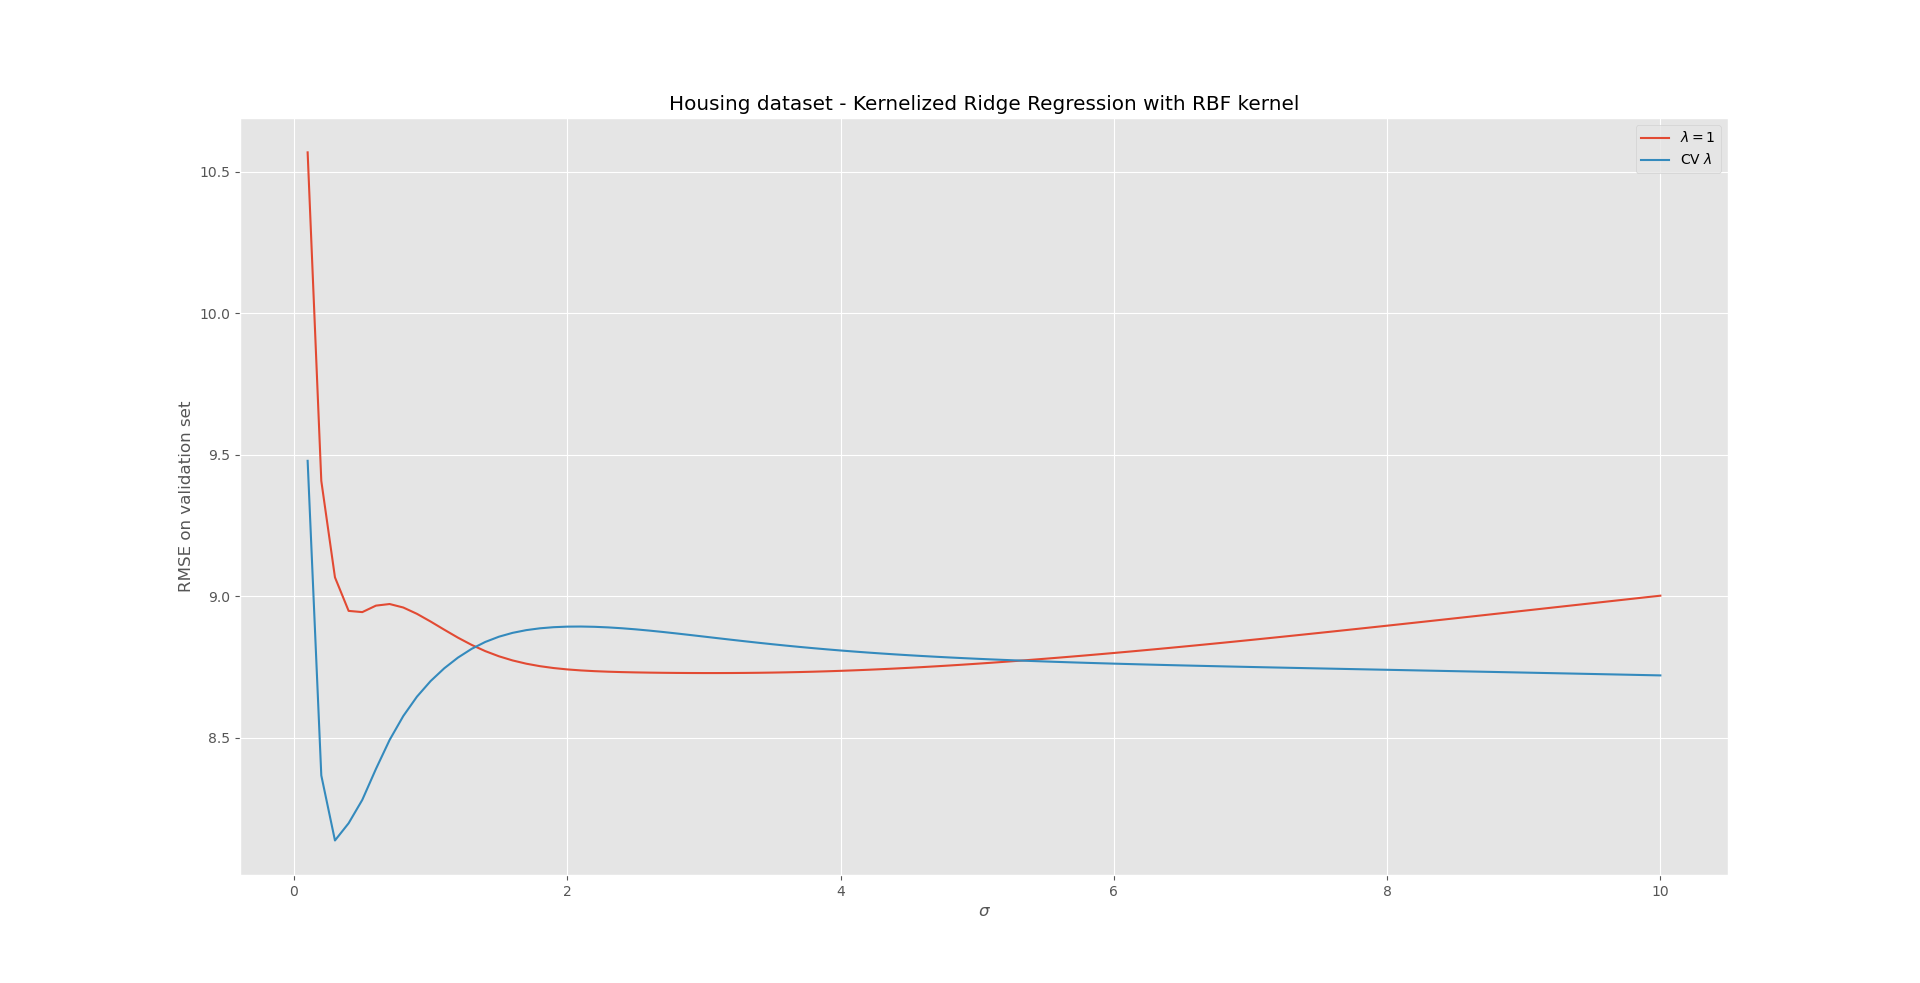 Housing dataset - Kernelized Ridge Regression with RBF kernel
λ = 1
CV λ
RMSE on validation set
10.5
10.0
9.5
9.0
8.5
0 2 4 6 8 10
σ